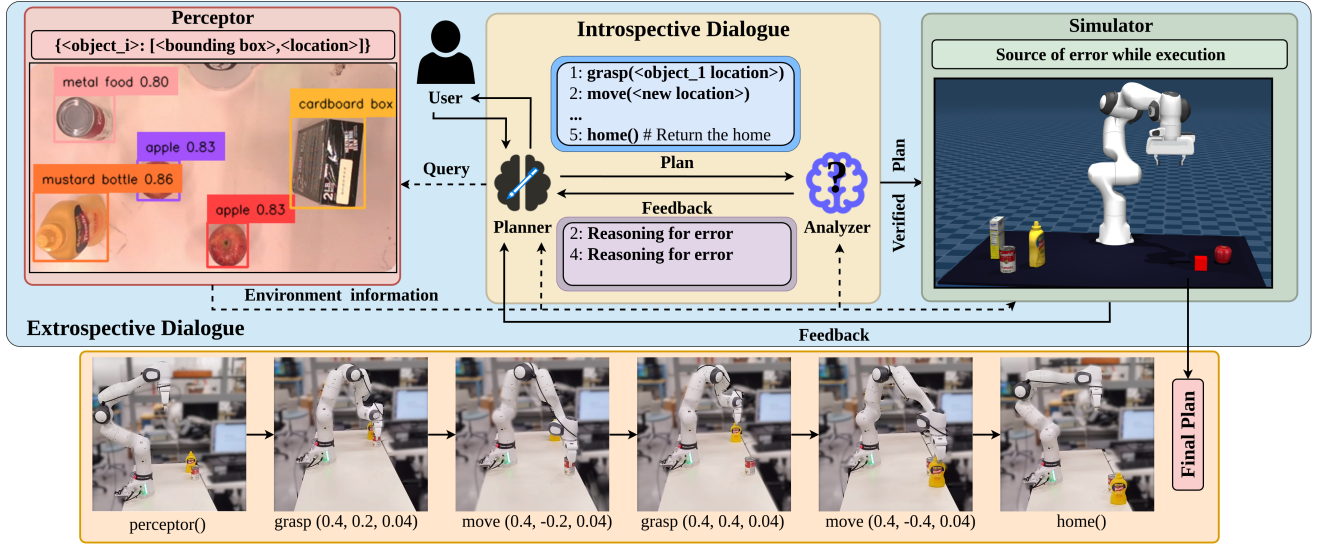 Perceptor
{<object_i>: [<bounding box>,<location>]}
metal food 0.80
cardboard box
apple 0.83
mustard bottle 0.86
apple 0.83
User
Query
Planner
Introspective Dialogue
1: grasp(<object_1 location>)
2: move(<new location>)
...
5: home() # Return the home
Plan
Feedback
2: Reasoning for error
4: Reasoning for error
?
Analyzer
Verified Plan
Simulator
Source of error while execution
Environment information
Extrospective Dialogue
Feedback
Final Plan
perceptor()
grasp (0.4, 0.2, 0.04)
move (0.4, -0.2, 0.04)
grasp (0.4, 0.4, 0.04)
move (0.4, -0.4, 0.04)
home()